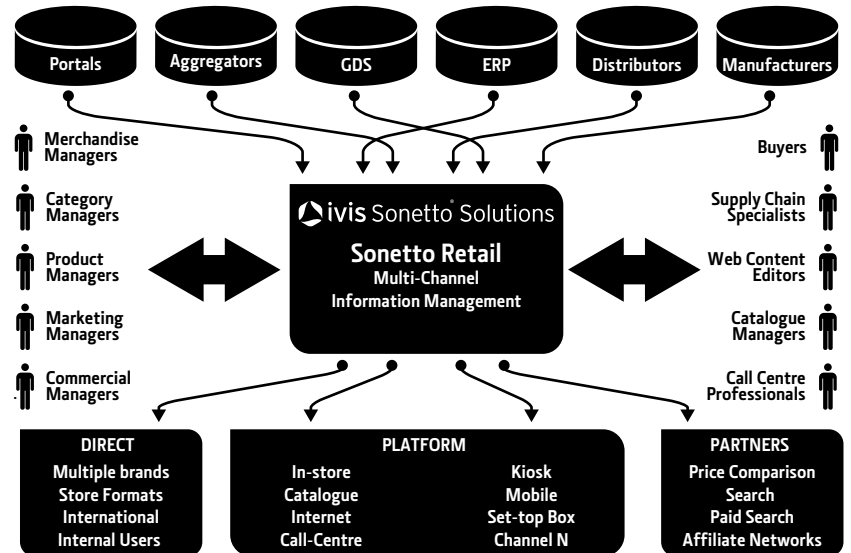 Portals
Aggregators
GDS
ERP
Distributors
Manufacturers
Merchandise
Managers
Category
Managers
Product
Managers
Marketing
Managers
Commercial
Managers
ivis Sonetto® Solutions
Sonetto Retail
Multi-Channel
Information Management
Buyers
Supply Chain
Specialists
Web Content
Editors
Catalogue
Managers
Call Centre
Professionals
DIRECT
Multiple brands
Store Formats
International
Internal Users
PLATFORM
In-store
Catalogue
Internet
Call-Centre
Kiosk
Mobile
Set-top Box
Channel N
PARTNERS
Price Comparison
Search
Paid Search
Affiliate Networks